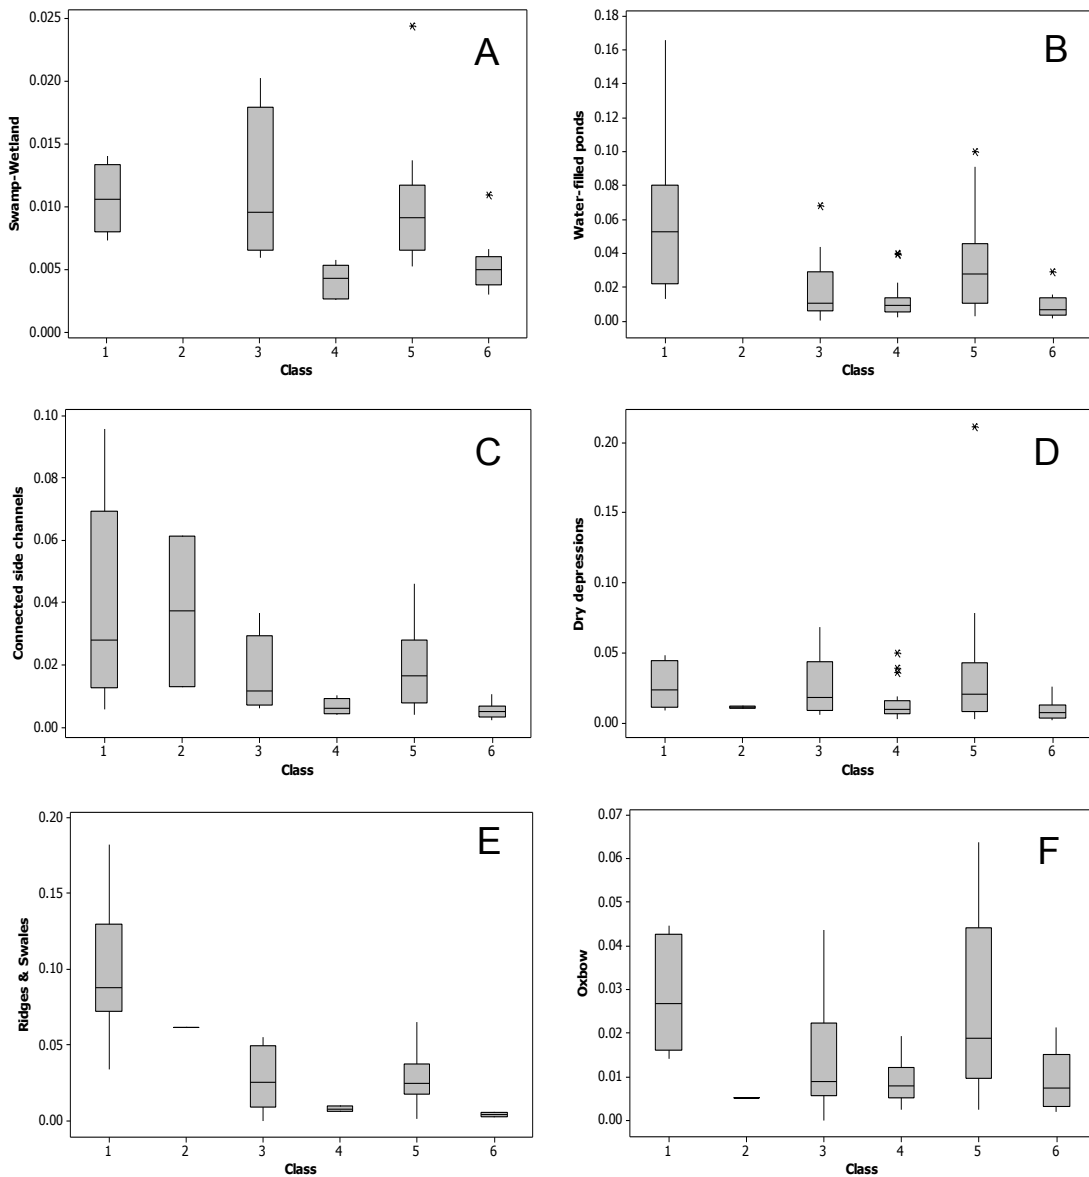 A
Swamp-Wetland
0.025
0.020
0.015
0.010
0.005
0.000
1 2 3 4 5 6
Class
B
Water-filled ponds
0.18
0.16
0.14
0.12
0.10
0.08
0.06
0.04
0.02
0.00
1 2 3 4 5 6
Class
C
Connected side channels
0.10
0.08
0.06
0.04
0.02
0.00
1 2 3 4 5 6
Class
D
Dry depressions
0.20
0.15
0.10
0.05
0.00
1 2 3 4 5 6
Class
E
Ridges & Swales
0.20
0.15
0.10
0.05
0.00
1 2 3 4 5 6
Class
F
Oxbow
0.07
0.06
0.05
0.04
0.03
0.02
0.01
0.00
1 2 3 4 5 6
Class